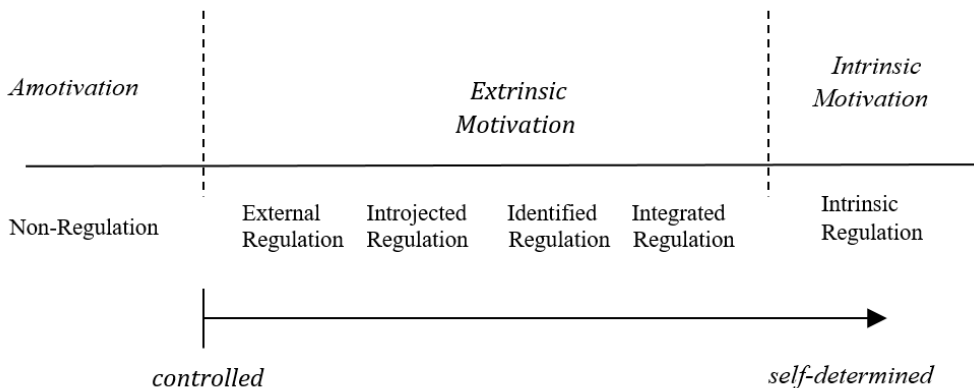 Amotivation
Extrinsic
Motivation
Intrinsic
Motivation
Non-Regulation
External
Regulation
Introjected
Regulation
Identified
Regulation
Integrated
Regulation
Intrinsic
Regulation
controlled
self-determined